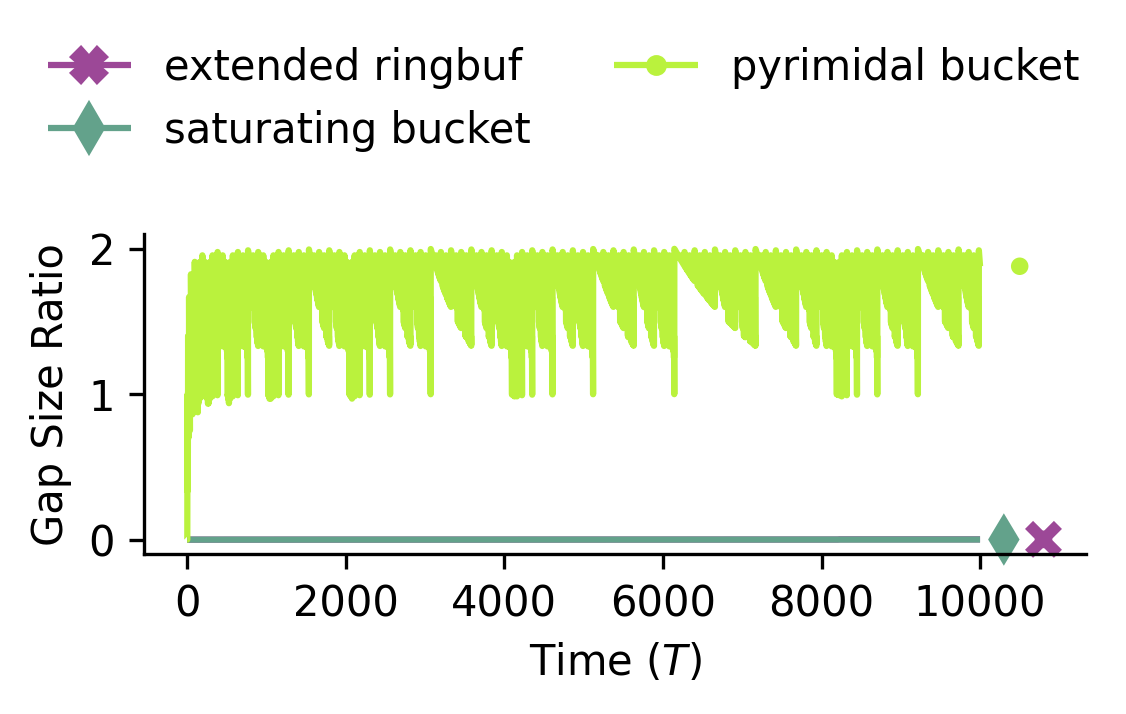 extended ringbuf
saturating bucket
pyrimidal bucket
Gap Size Ratio
2
1
0
0 2000 4000 6000 8000 10000
Time (T)